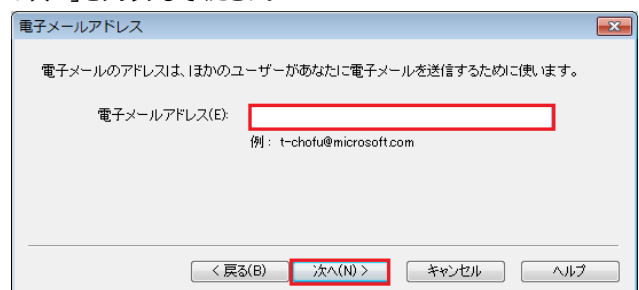 電子メールアドレス
電子メールのアドレスは、ほかのユーザーがあなたに電子メールを送信するために使います。
電子メールアドレス(E):
例： t-chofu@microsoft.com
< 戻る(B) 次へ(N) > キャンセル ヘルプ